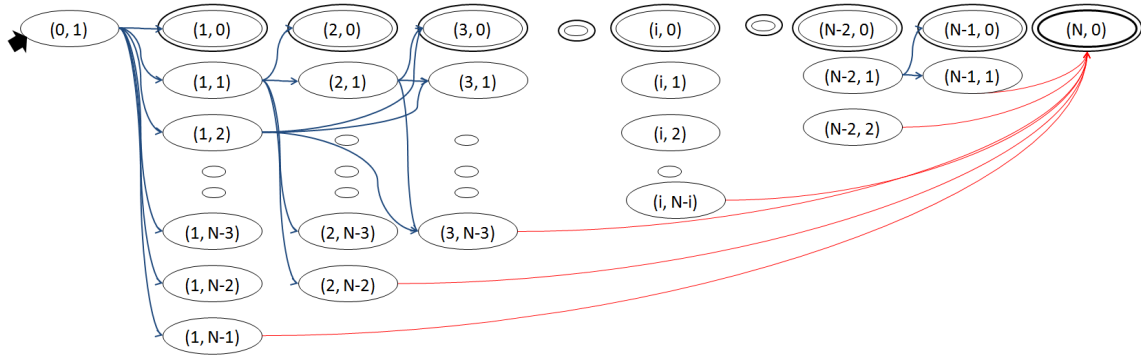 (0, 1) (1, 0) (2, 0) (3, 0) (i, 0) (N-2, 0) (N-1, 0) (N, 0)
(1, 1) (2, 1) (3, 1) (i, 1) (N-2, 1) (N-1, 1)
(1, 2) (i, 2) (N-2, 2)
(i, N-i)
(1, N-3) (2, N-3) (3, N-3)
(1, N-2) (2, N-2)
(1, N-1)